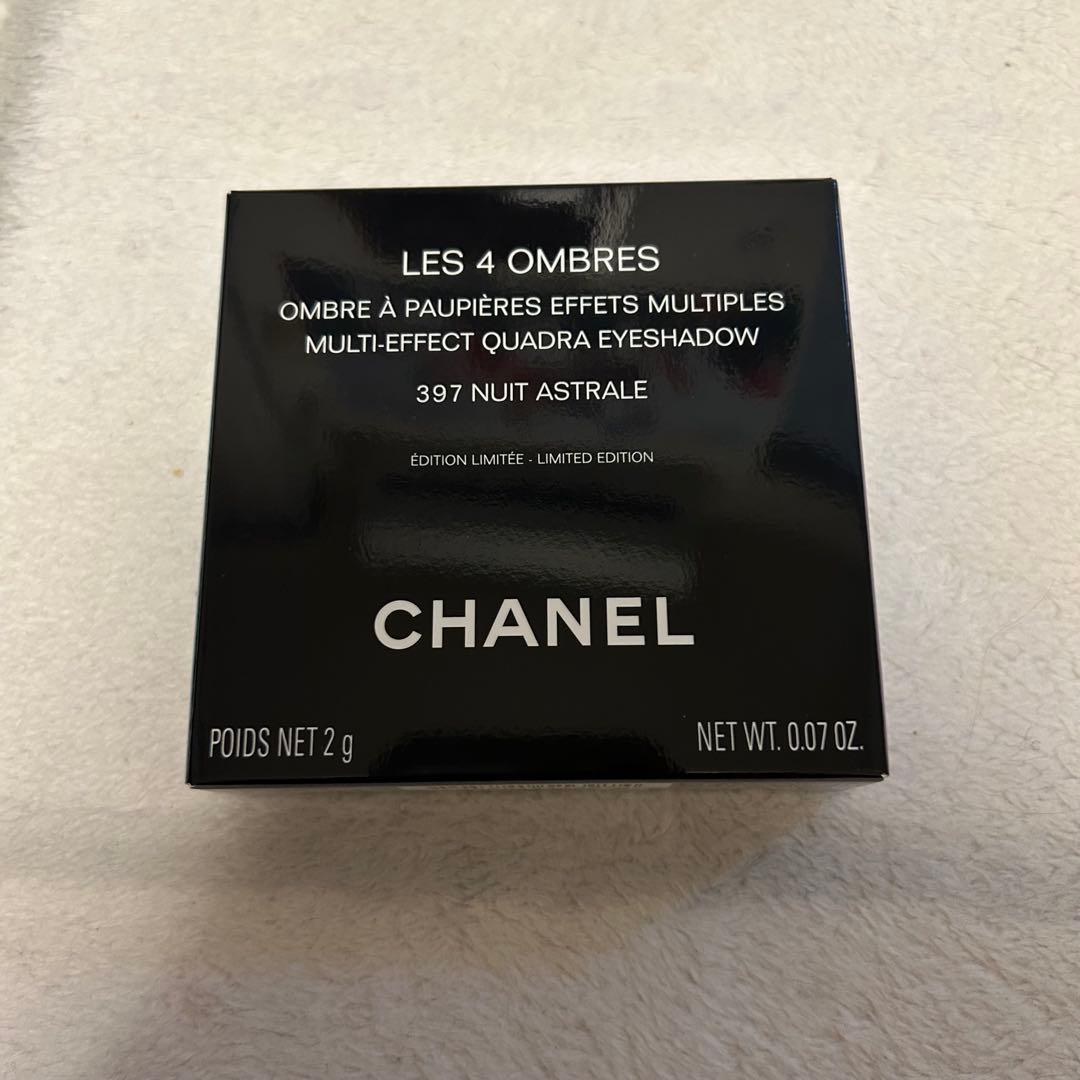 LES 4 OMBRES
OMBRE À PAUPIÈRES EFFETS MULTIPLES
MULTI-EFFECT QUADRA EYESHADOW
397 NUIT ASTRALE
ÉDITION LIMITÉE - LIMITED EDITION
CHANEL
POIDS NET 2 g
NET WT. 0.07 OZ.